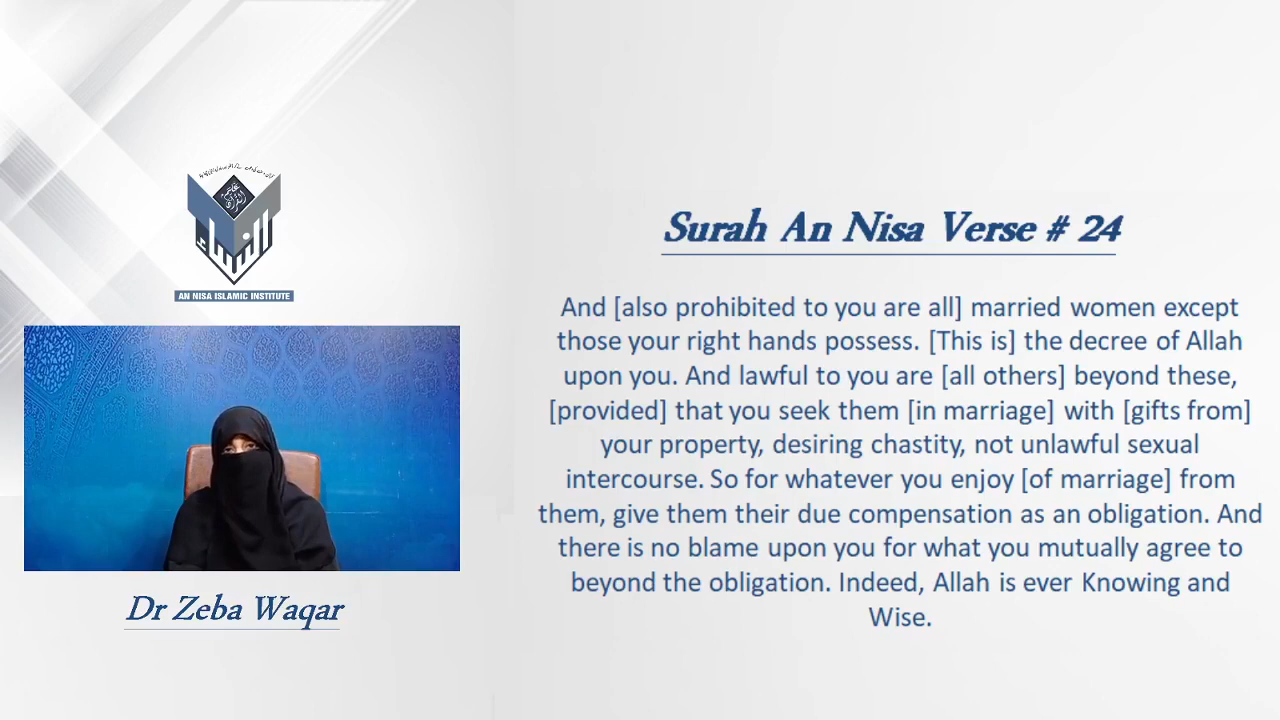 AN NISA ISLAMIC INSTITUTE
Dr Zeba Waqar
Surah An Nisa Verse # 24
And [also prohibited to you are all] married women except
those your right hands possess. [This is] the decree of Allah
upon you. And lawful to you are [all others] beyond these,
[provided] that you seek them [in marriage] with [gifts from]
your property, desiring chastity, not unlawful sexual
intercourse. So for whatever you enjoy [of marriage] from
them, give them their due compensation as an obligation. And
there is no blame upon you for what you mutually agree to
beyond the obligation. Indeed, Allah is ever Knowing and
Wise.